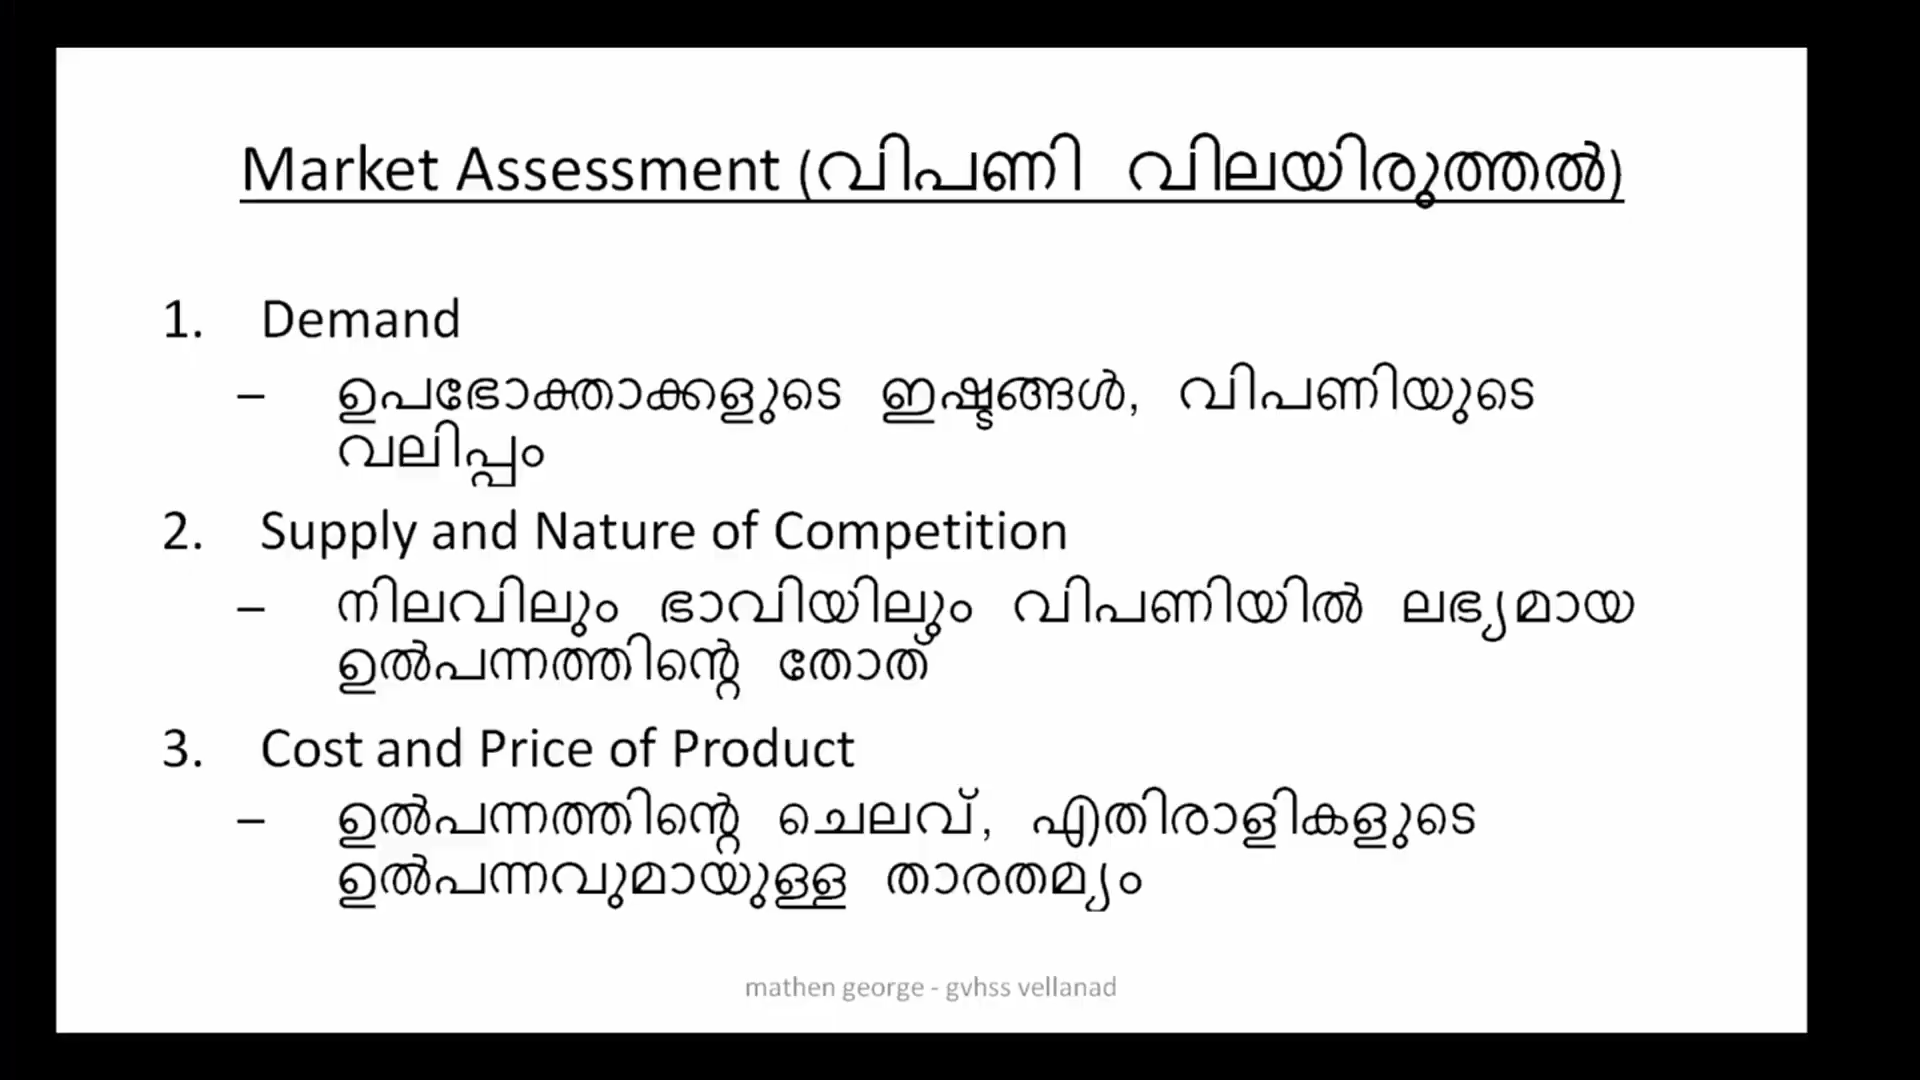 Market Assessment (വിപണി വിലയിരുത്തൽ)
1. Demand
– ഉപഭോക്താക്കളുടെ ഇഷ്ടങ്ങൾ, വിപണിയുടെ
വലിപ്പം
2. Supply and Nature of Competition
– നിലവിലും ഭാവിയിലും വിപണിയിൽ ലഭ്യമായ
ഉൽപന്നത്തിന്റെ തോത്
3. Cost and Price of Product
– ഉൽപന്നത്തിന്റെ ചെലവ്, എതിരാളികളുടെ
ഉൽപന്നവുമായുള്ള താരതമ്യം
mathen george - gvhss vellanad